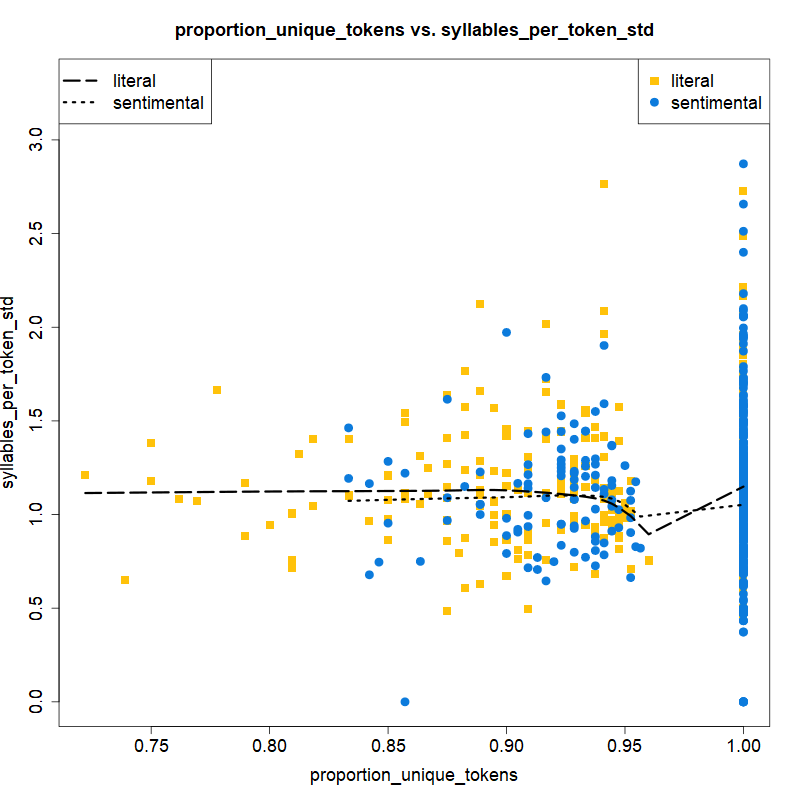 proportion_unique_tokens vs. syllables_per_token_std
literal
sentimental
literal
sentimental
syllables_per_token_std
3.0
2.5
2.0
1.5
1.0
0.5
0.0
0.75
0.80
0.85
0.90
0.95
1.00
proportion_unique_tokens